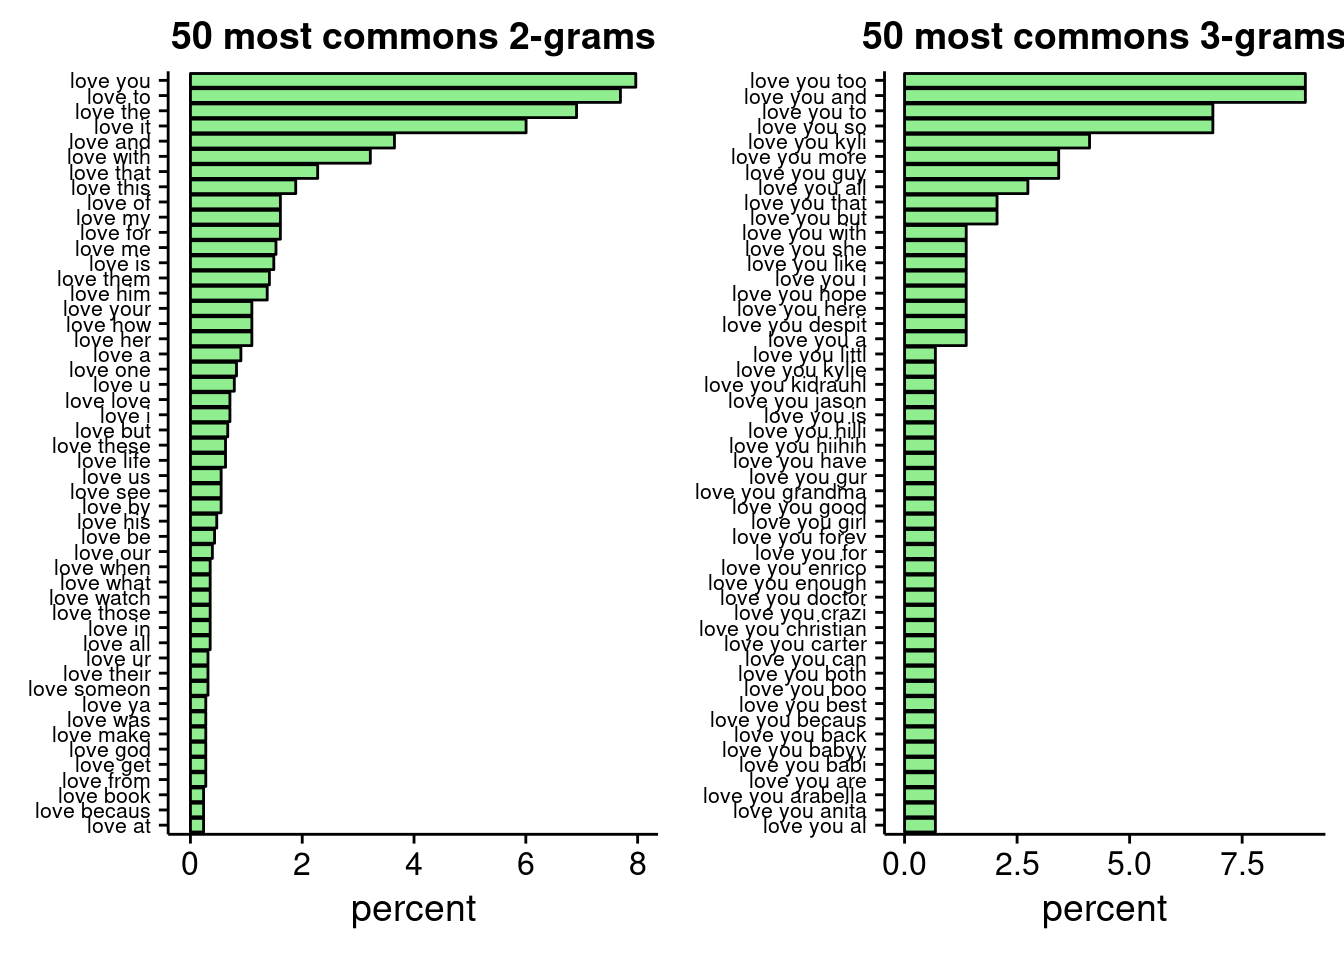 50 most commons 2-grams
love you
love to
love the
love it
love and
love with
love that
love this
love of
love my
love for
love me
love is
love them
love him
love your
love how
love her
love a
love one
love u
love love
love i
love but
love these
love life
love us
love see
love by
love his
love be
love our
love when
love what
love watch
love those
love in
love all
love ur
love their
love someon
love ya
love was
love make
love god
love get
love from
love book
love becaus
love at
0 2 4 6 8
percent
50 most commons 3-grams
love you too
love you and
love you to
love you so
love you kyli
love you more
love you guy
love you all
love you that
love you but
love you with
love you she
love you like
love you i
love you hope
love you here
love you despit
love you a
love you littl
love you kylie
love you kidrauhl
love you jason
love you is
love you hilli
love you hiihih
love you have
love you gur
love you grandma
love you good
love you girl
love you forev
love you for
love you enrico
love you enough
love you doctor
love you crazi
love you christian
love you carter
love you can
love you both
love you boo
love you best
love you becaus
love you back
love you babyy
love you babi
love you are
love you arabella
love you anita
love you al
0.0 2.5 5.0 7.5
percent